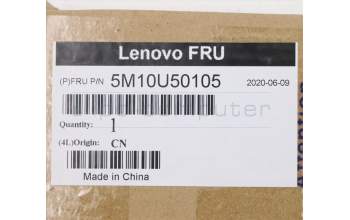 Lenovo FRU
(P)FRU P/N 5M10U50105 2020-06-09
Quantity: 1
(4L)Origin: CN
Made in China